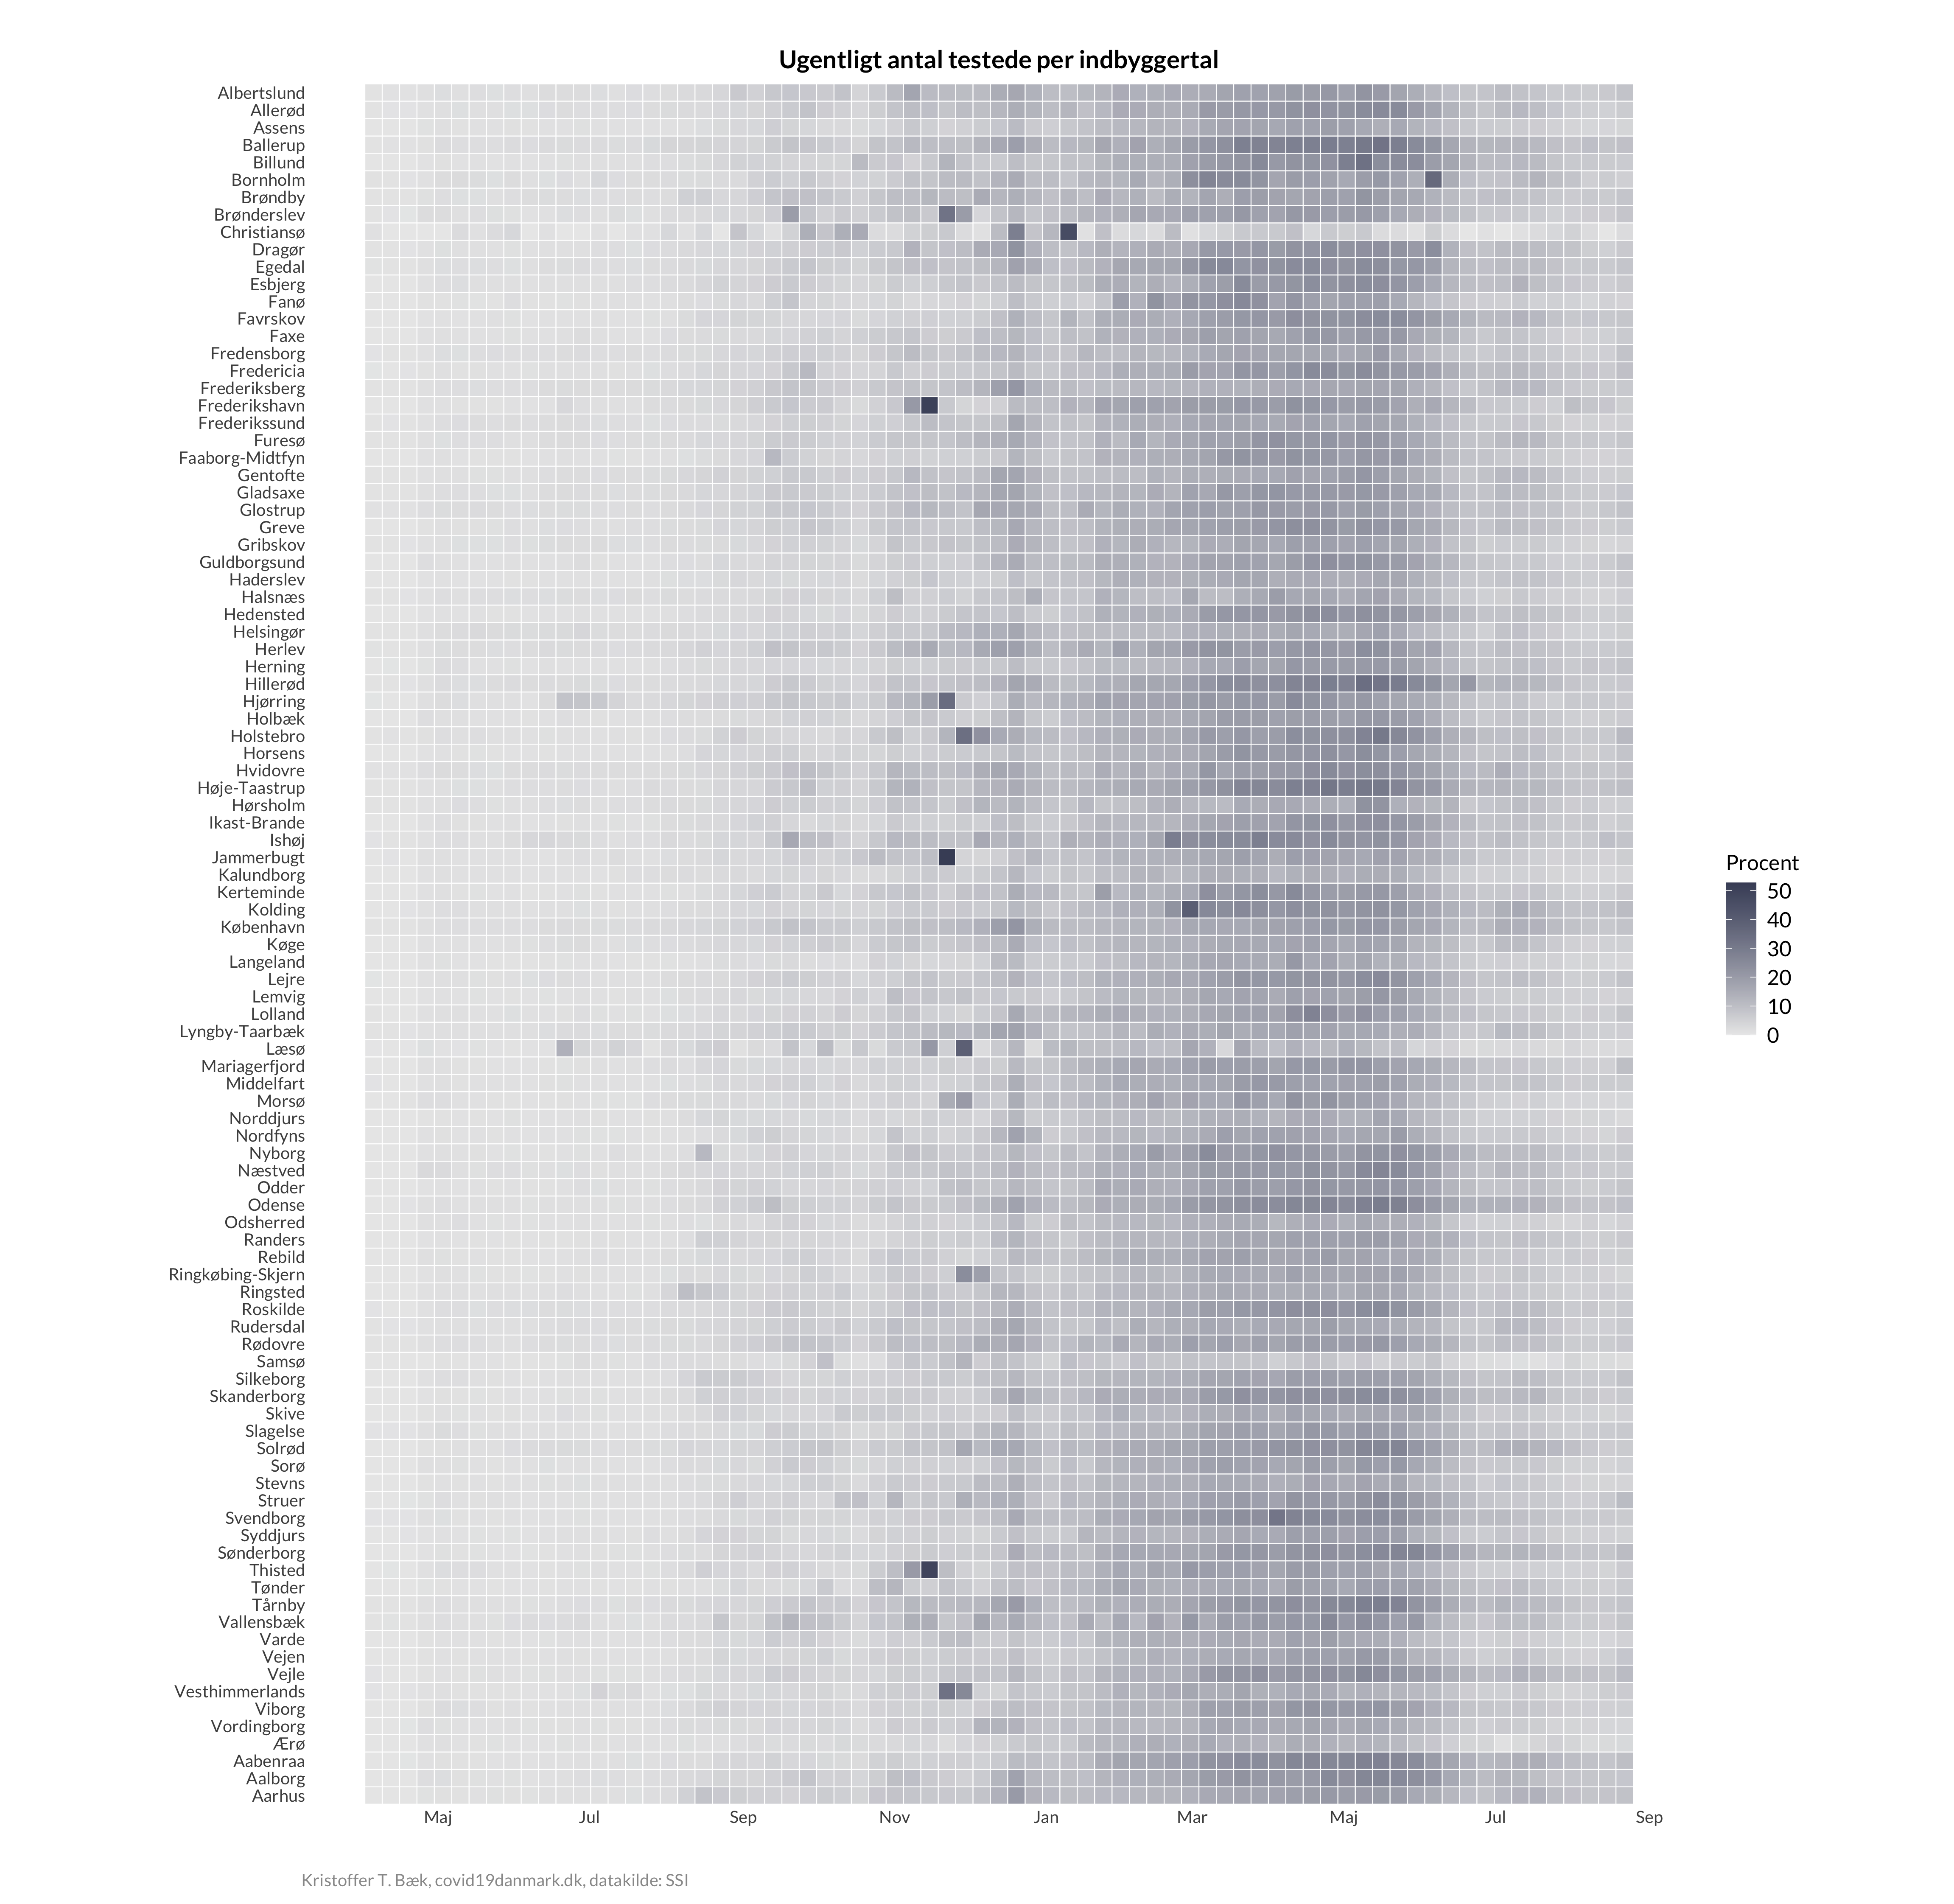 Ugentligt antal testede per indbyggertal
Albertslund
Allerød
Assens
Ballerup
Billund
Bornholm
Brøndby
Brønderslev
Christiansø
Dragør
Egedal
Esbjerg
Fanø
Favrskov
Faxe
Fredensborg
Fredericia
Frederiksberg
Frederikshavn
Frederikssund
Furesø
Faaborg-Midtfyn
Gentofte
Gladsaxe
Glostrup
Greve
Gribskov
Guldborgsund
Haderslev
Halsnæs
Hedensted
Helsingør
Herlev
Herning
Hillerød
Hjørring
Holbæk
Holstebro
Horsens
Hvidovre
Høje-Taastrup
Hørsholm
Ikast-Brande
Ishøj
Jammerbugt
Kalundborg
Kerteminde
Kolding
København
Køge
Langeland
Lejre
Lemvig
Lolland
Lyngby-Taarbæk
Læsø
Mariagerfjord
Middelfart
Morsø
Norddjurs
Nordfyns
Nyborg
Næstved
Odder
Odense
Odsherred
Randers
Rebild
Ringkøbing-Skjern
Ringsted
Roskilde
Rudersdal
Rødovre
Samsø
Silkeborg
Skanderborg
Skive
Slagelse
Solrød
Sorø
Stevns
Struer
Svendborg
Syddjurs
Sønderborg
Thisted
Tønder
Tårnby
Vallensbæk
Varde
Vejen
Vejle
Vesthimmerlands
Viborg
Vordingborg
Ærø
Aabenraa
Aalborg
Aarhus
Maj Jul Sep Nov Jan Mar Maj Jul Sep
Procent
50
40
30
20
10
0
Kristoffer T. Bæk, covid19danmark.dk, datakilde: SSI